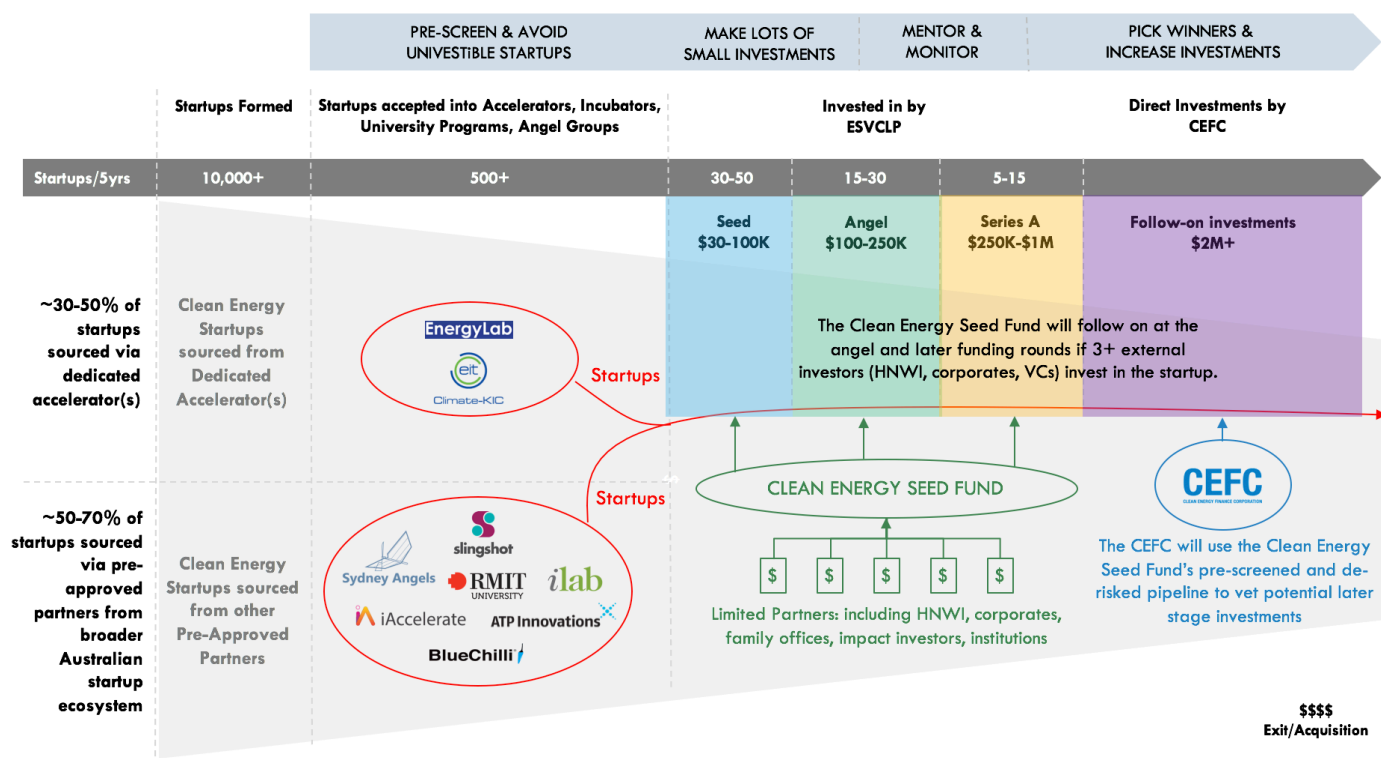 PRE-SCREEN & AVOID
UNIVESTiBLE STARTUPS
MAKE LOTS OF
SMALL INVESTMENTS
MENTOR &
MONITOR
PICK WINNERS &
INCREASE INVESTMENTS
Startups Formed
Startups accepted into Accelerators, Incubators,
University Programs, Angel Groups
Invested in by
ESVCLP
Direct Investments by
CEFC
Startups/5yrs
10,000+
500+
30-50
15-30
5-15
Seed
$30-100K
Angel
$100-250K
Series A
$250K-$1M
Follow-on investments
$2M+
~30-50% of
startups
sourced via
dedicated
accelerator(s)
Clean Energy
Startups
sourced from
Dedicated
Accelerator(s)
EnergyLab
eit
Climate-KIC
Startups
The Clean Energy Seed Fund will follow on at the
angel and later funding rounds if 3+ external
investors (HNWI, corporates, VCs) invest in the startup.
~50-70% of
startups sourced
via pre-
approved
partners from
broader
Australian
startup
ecosystem
Clean Energy
Startups sourced
from other
Pre-Approved
Partners
Startups
slingshot
Sydney Angels
RMIT
UNIVERSITY
ilab
iAccelerate
ATP Innovations
BlueChilli
CLEAN ENERGY SEED FUND
$ $ $ $ $
Limited Partners: including HNWI, corporates,
family offices, impact investors, institutions
CEFC
CLEAN ENERGY FINANCE CORPORATION
The CEFC will use the Clean Energy
Seed Fund's pre-screened and de-
risked pipeline to vet potential later
stage investments
$$$$
Exit/Acquisition